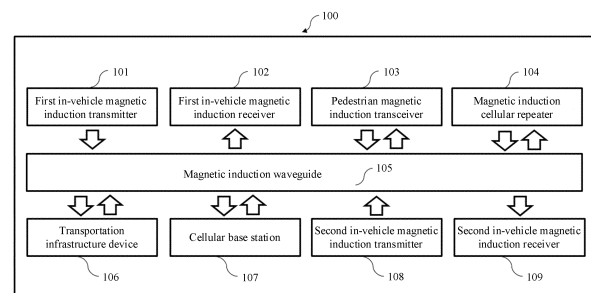 100
101
102
103
104
First in-vehicle magnetic
induction transmitter
First in-vehicle magnetic
induction receiver
Pedestrian magnetic
induction transceiver
Magnetic induction
cellular repeater
Magnetic induction waveguide
105
Transportation
infrastructure device
Cellular base station
Second in-vehicle magnetic
induction transmitter
Second in-vehicle magnetic
induction receiver
106
107
108
109